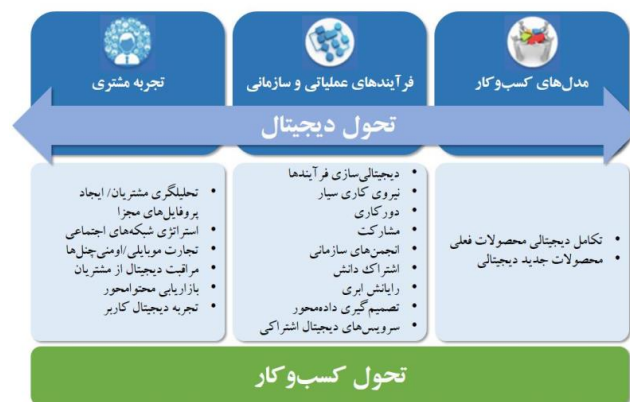 مدل‌های کسب‌وکار
فرآیندهای عملیاتی و سازمانی
تجربه مشتری
تحول دیجیتال
تکامل دیجیتالی محصولات فعلی
محصولات جدید دیجیتالی
دیجیتالی‌سازی فرآیندها
نیروی کاری سیار
دورکاری
مشارکت
انجمن‌های سازمانی
اشتراک دانش
رایانش ابری
تصمیم‌گیری داده‌محور
سرویس‌های دیجیتال اشتراکی
تحلیلگری مشتریان/ ایجاد
پروفایل‌های مجزا
استراتژی شبکه‌های اجتماعی
تجارت موبایلی/اومنی‌چنل‌ها
مراقبت دیجیتال از مشتریان
بازاریابی محتوامحور
تجربه دیجیتال کاربر
تحول کسب‌وکار